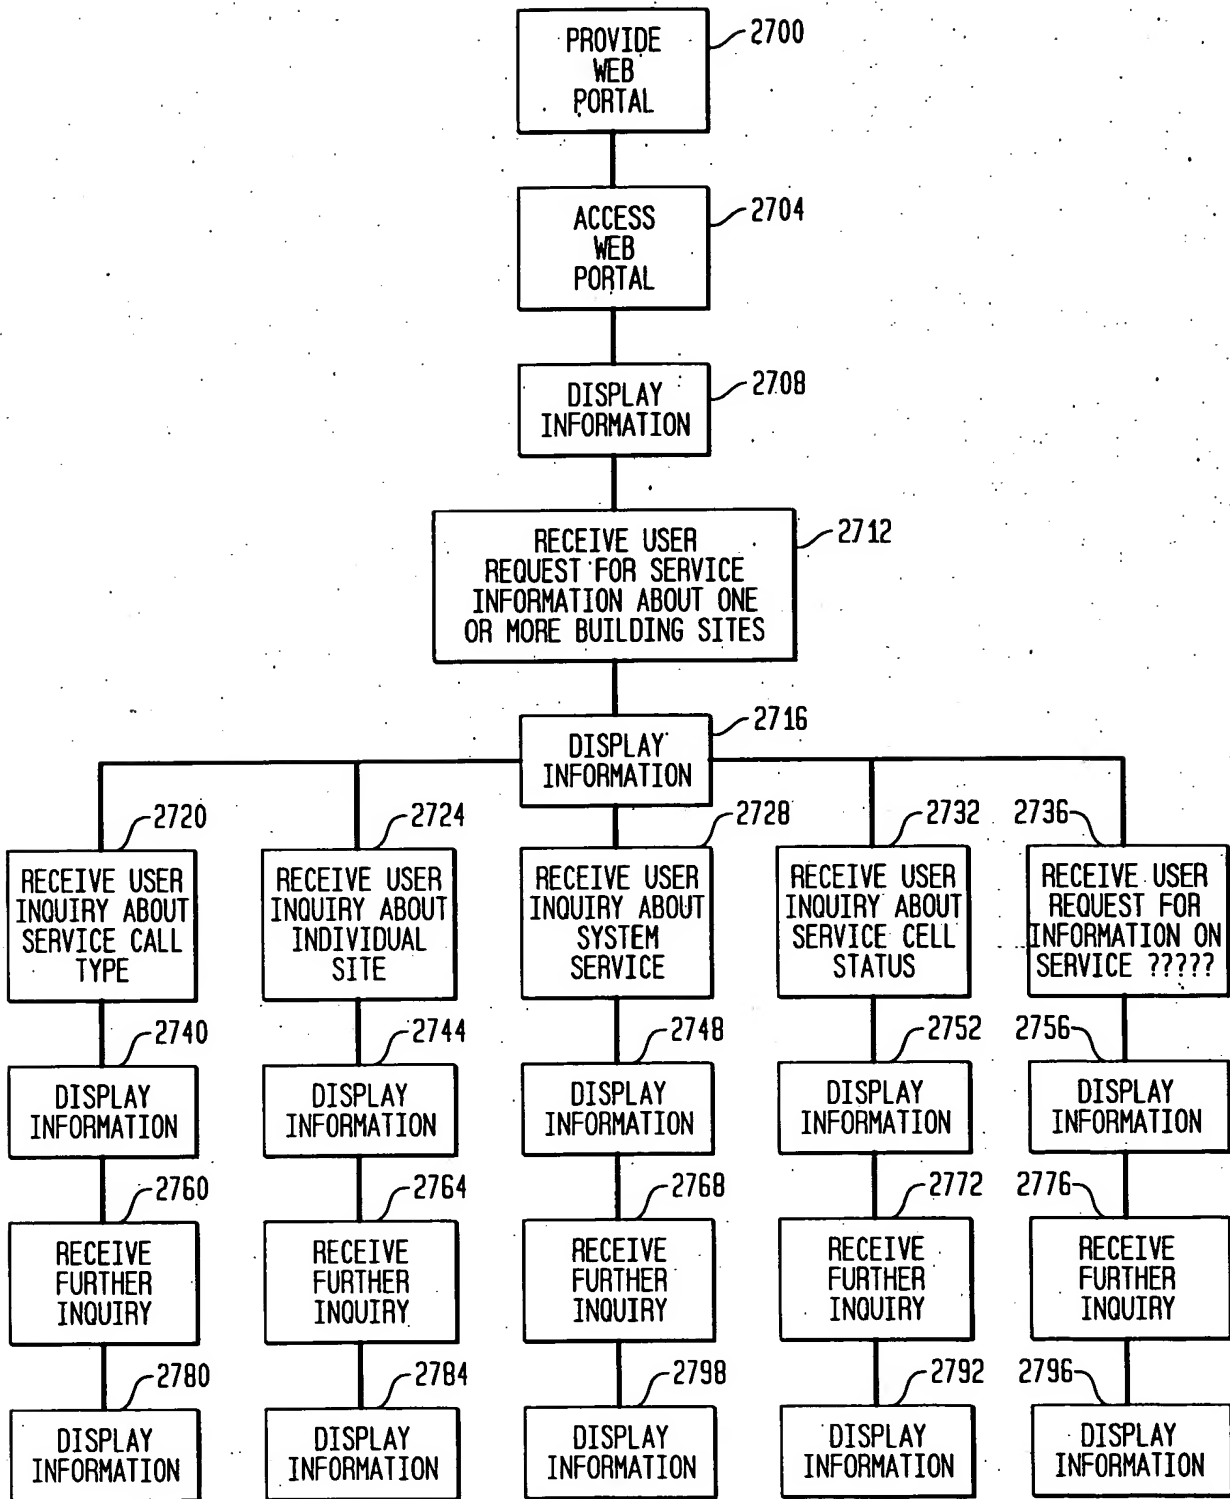 PROVIDE
WEB
PORTAL
2700
ACCESS
WEB
PORTAL
2704
DISPLAY
INFORMATION
2708
RECEIVE USER
REQUEST FOR SERVICE
INFORMATION ABOUT ONE
OR MORE BUILDING SITES
2712
DISPLAY
INFORMATION
2716
2720
RECEIVE USER
INQUIRY ABOUT
SERVICE CALL
TYPE
2724
RECEIVE USER
INQUIRY ABOUT
INDIVIDUAL
SITE
2728
RECEIVE USER
INQUIRY ABOUT
SYSTEM
SERVICE
2732
RECEIVE USER
INQUIRY ABOUT
SERVICE CELL
STATUS
2736
RECEIVE USER
REQUEST FOR
INFORMATION ON
SERVICE ?????
2740
DISPLAY
INFORMATION
2744
DISPLAY
INFORMATION
2748
DISPLAY
INFORMATION
2752
DISPLAY
INFORMATION
2756
DISPLAY
INFORMATION
2760
RECEIVE
FURTHER
INQUIRY
2764
RECEIVE
FURTHER
INQUIRY
2768
RECEIVE
FURTHER
INQUIRY
2772
RECEIVE
FURTHER
INQUIRY
2776
RECEIVE
FURTHER
INQUIRY
2780
DISPLAY
INFORMATION
2784
DISPLAY
INFORMATION
2798
DISPLAY
INFORMATION
2792
DISPLAY
INFORMATION
2796
DISPLAY
INFORMATION